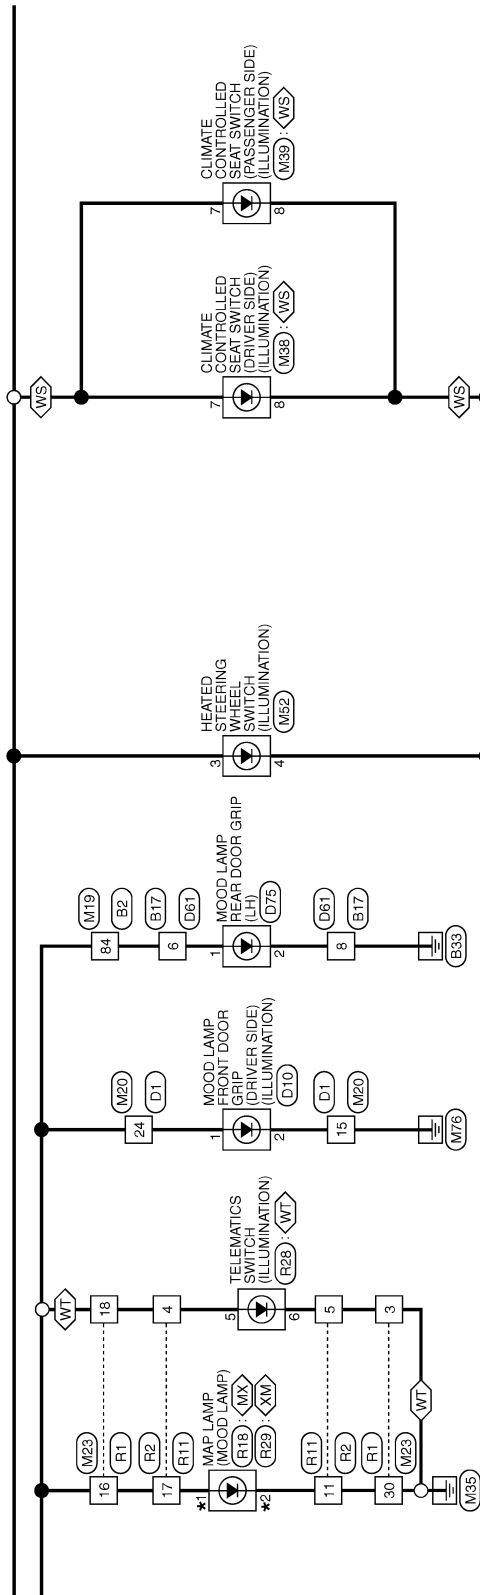 WS
CLIMATE
CONTROLLED
SEAT SWITCH
(PASSENGER SIDE)
(ILLUMINATION)
M39 : WS
7
8
CLIMATE
CONTROLLED
SEAT SWITCH
(DRIVER SIDE)
(ILLUMINATION)
M38 : WS
7
8
WS
HEATED
STEERING
WHEEL
SWITCH
(ILLUMINATION)
M52
3
4
M19
84
B2
B17
6
D61
MOOD LAMP
REAR DOOR GRIP
(LH)
D75
1
2
D61
8
B17
B33
M20
24
D1
MOOD LAMP
FRONT DOOR
GRIP
(DRIVER SIDE)
(ILLUMINATION)
D10
1
2
D1
15
M20
M76
WT
18
4
TELEMATICS
SWITCH
(ILLUMINATION)
R28 : WT
5
6
5
3
WT
M23
16
R1
R2
17
R11
MAP LAMP
(MOOD LAMP)
R18 : MX
R29 : XM
*1
*2
R11
11
R2
R1
30
M23
M35